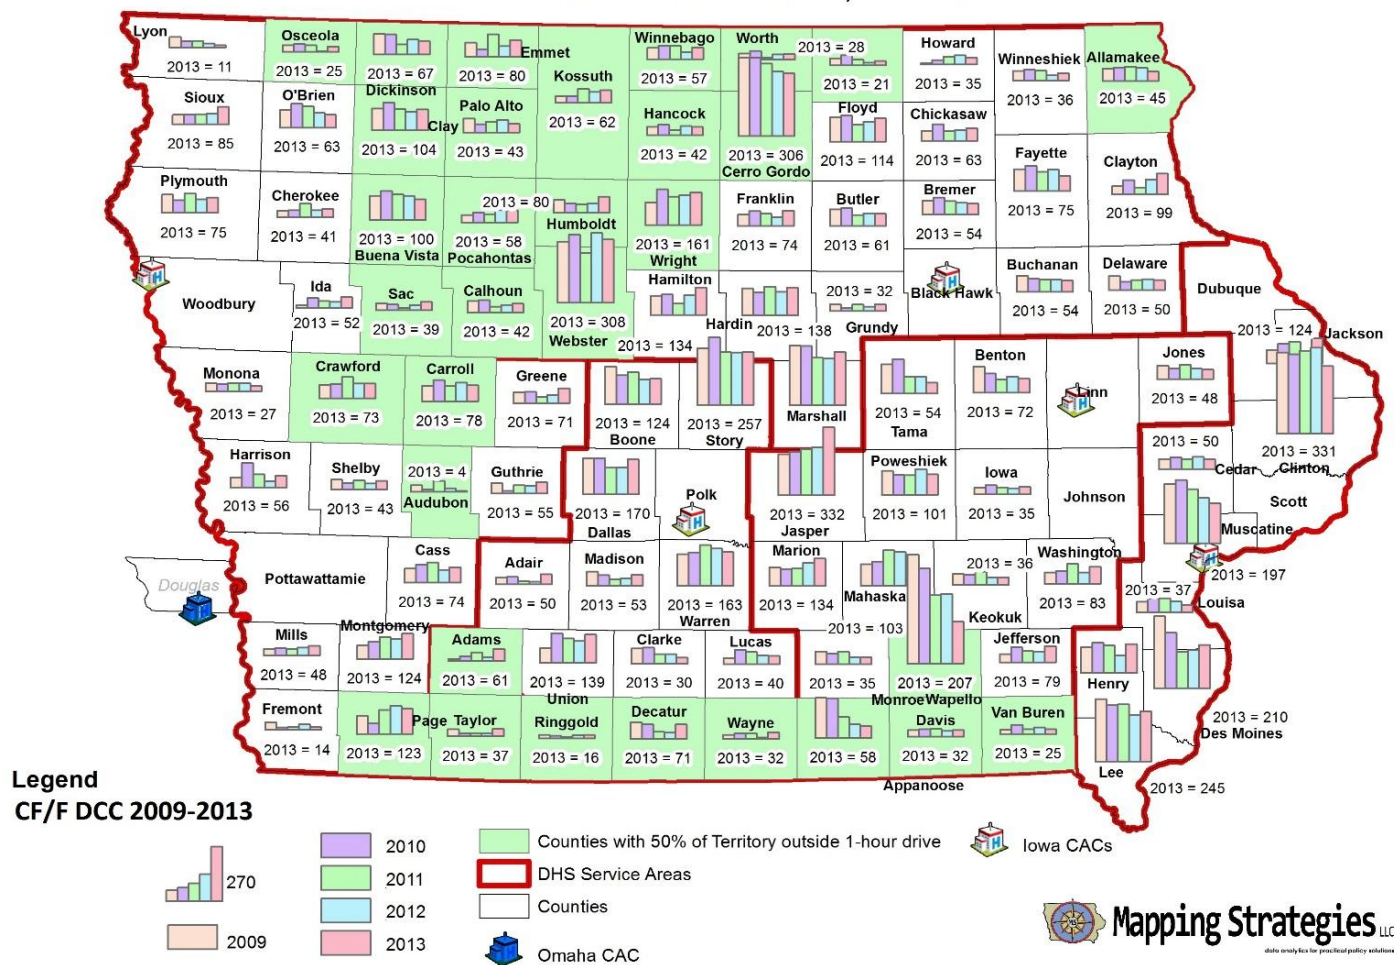 Lyon
2013 = 11
Osceola
2013 = 25
2013 = 67
Dickinson
Emmet
2013 = 80
Kossuth
2013 = 62
Winnebago
2013 = 57
Worth
2013 = 28
2013 = 21
Howard
2013 = 35
Winneshiek
2013 = 36
Allamakee
2013 = 45
Sioux
2013 = 85
O'Brien
2013 = 63
Clay
2013 = 104
Palo Alto
2013 = 43
Hancock
2013 = 42
2013 = 306
Cerro Gordo
Floyd
2013 = 114
Chickasaw
2013 = 63
Fayette
2013 = 75
Clayton
2013 = 99
Plymouth
2013 = 75
Cherokee
2013 = 41
2013 = 100
Buena Vista
2013 = 58
Pocahontas
2013 = 80
Humboldt
2013 = 161
Wright
Franklin
2013 = 74
Butler
2013 = 61
Bremer
2013 = 54
Woodbury
Ida
2013 = 52
Sac
2013 = 39
Calhoun
2013 = 42
2013 = 308
Webster
Hamilton
2013 = 134
Hardin
2013 = 138
2013 = 32
Grundy
Black Hawk
Buchanan
2013 = 54
Delaware
2013 = 50
Dubuque
2013 = 124
Jackson
Monona
2013 = 27
Crawford
2013 = 73
Carroll
2013 = 78
Greene
2013 = 71
2013 = 124
Boone
2013 = 257
Story
Marshall
2013 = 54
Tama
Benton
2013 = 72
Linn
Jones
2013 = 48
2013 = 331
Clinton
Harrison
2013 = 56
Shelby
2013 = 43
2013 = 4
Audubon
Guthrie
2013 = 55
2013 = 170
Dallas
Polk
2013 = 332
Jasper
Poweshiek
2013 = 101
Iowa
2013 = 35
Johnson
2013 = 50
Cedar
Scott
Muscatine
2013 = 197
Douglas
Pottawattamie
Cass
2013 = 74
Adair
2013 = 50
Madison
2013 = 53
2013 = 163
Warren
Marion
2013 = 134
Mahaska
2013 = 103
2013 = 36
Keokuk
Washington
2013 = 83
2013 = 37
Louisa
Mills
2013 = 48
Montgomery
2013 = 124
Adams
2013 = 61
2013 = 139
Union
Clarke
2013 = 30
Lucas
2013 = 40
2013 = 35
Monroe
2013 = 207
Wapello
Jefferson
2013 = 79
Henry
2013 = 210
Des Moines
Fremont
2013 = 14
Page
2013 = 123
Taylor
2013 = 37
Ringgold
2013 = 16
Decatur
2013 = 71
Wayne
2013 = 32
2013 = 58
Appanoose
Davis
2013 = 32
Van Buren
2013 = 25
Lee
2013 = 245
Legend
CF/F DCC 2009-2013
270
2009
2010
2011
2012
2013
Counties with 50% of Territory outside 1-hour drive
DHS Service Areas
Counties
Omaha CAC
Iowa CACs
Mapping Strategies LLC
data analytics for practical policy solutions